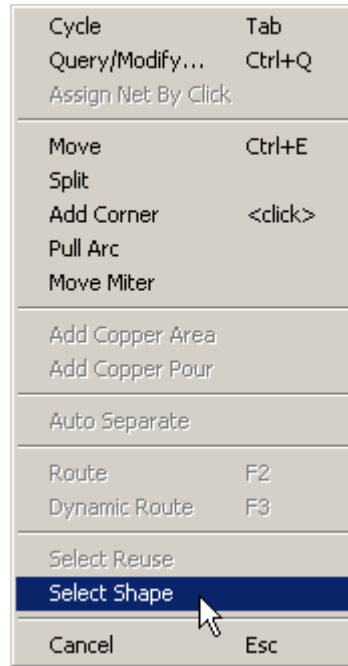 Cycle Tab
Query/Modify... Ctrl+Q
Assign Net By Click
Move Ctrl+E
Split
Add Corner <click>
Pull Arc
Move Miter
Add Copper Area
Add Copper Pour
Auto Separate
Route F2
Dynamic Route F3
Select Reuse
Select Shape
Cancel Esc